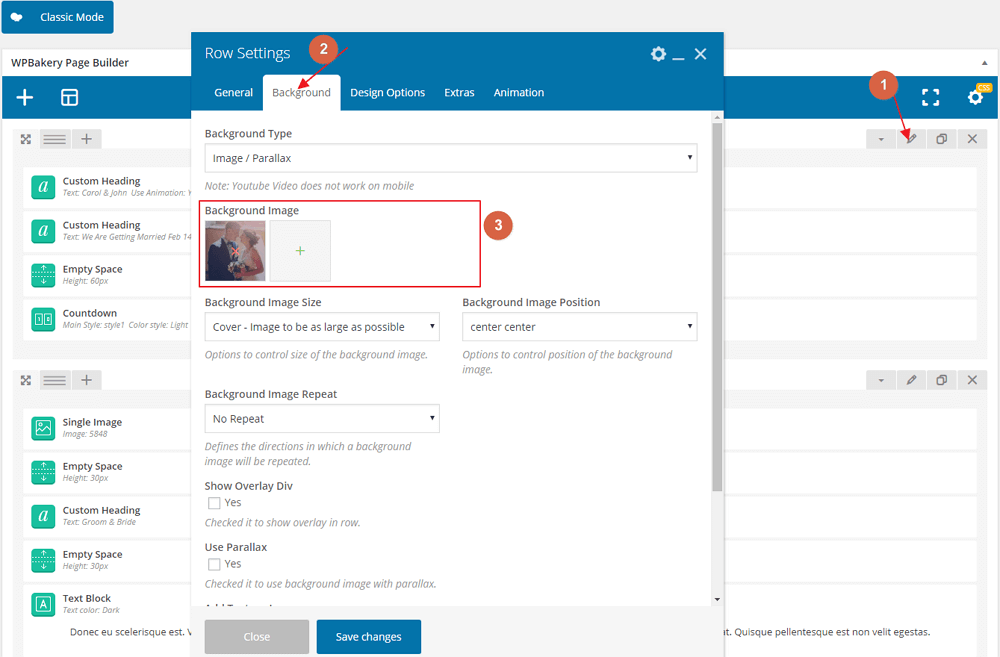 Classic Mode
WPBakery Page Builder
Row Settings
2
General Background Design Options Extras Animation
1
CSS
Background Type
Image / Parallax
Note: Youtube Video does not work on mobile
Background Image
3
Background Image Size
Cover - Image to be as large as possible
Options to control size of the background image.
Background Image Position
center center
Options to control position of the background
image.
Background Image Repeat
No Repeat
Defines the directions in which a background
image will be repeated.
Show Overlay Div
Yes
Checked it to show overlay in row.
Use Parallax
Yes
Checked it to use background image with parallax.
Close Save changes
a Custom Heading
Text: Carol & John Use Animation:
a Custom Heading
Text: We Are Getting Married Feb 14
Empty Space
Height: 60px
Countdown
Main Style: style1 Color style: Light
Single Image
Image: 5848
Empty Space
Height: 30px
a Custom Heading
Text: Groom & Bride
Empty Space
Height: 30px
A Text Block
Text color: Dark
Donec eu scelerisque est.
Quisque pellentesque est non velit egestas.